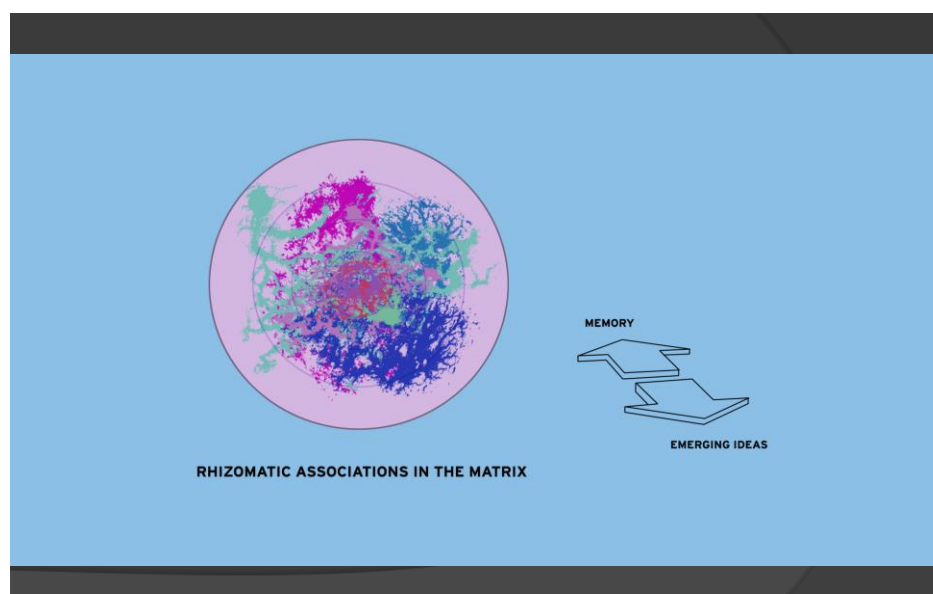 MEMORY
EMERGING IDEAS
RHIZOMATIC ASSOCIATIONS IN THE MATRIX